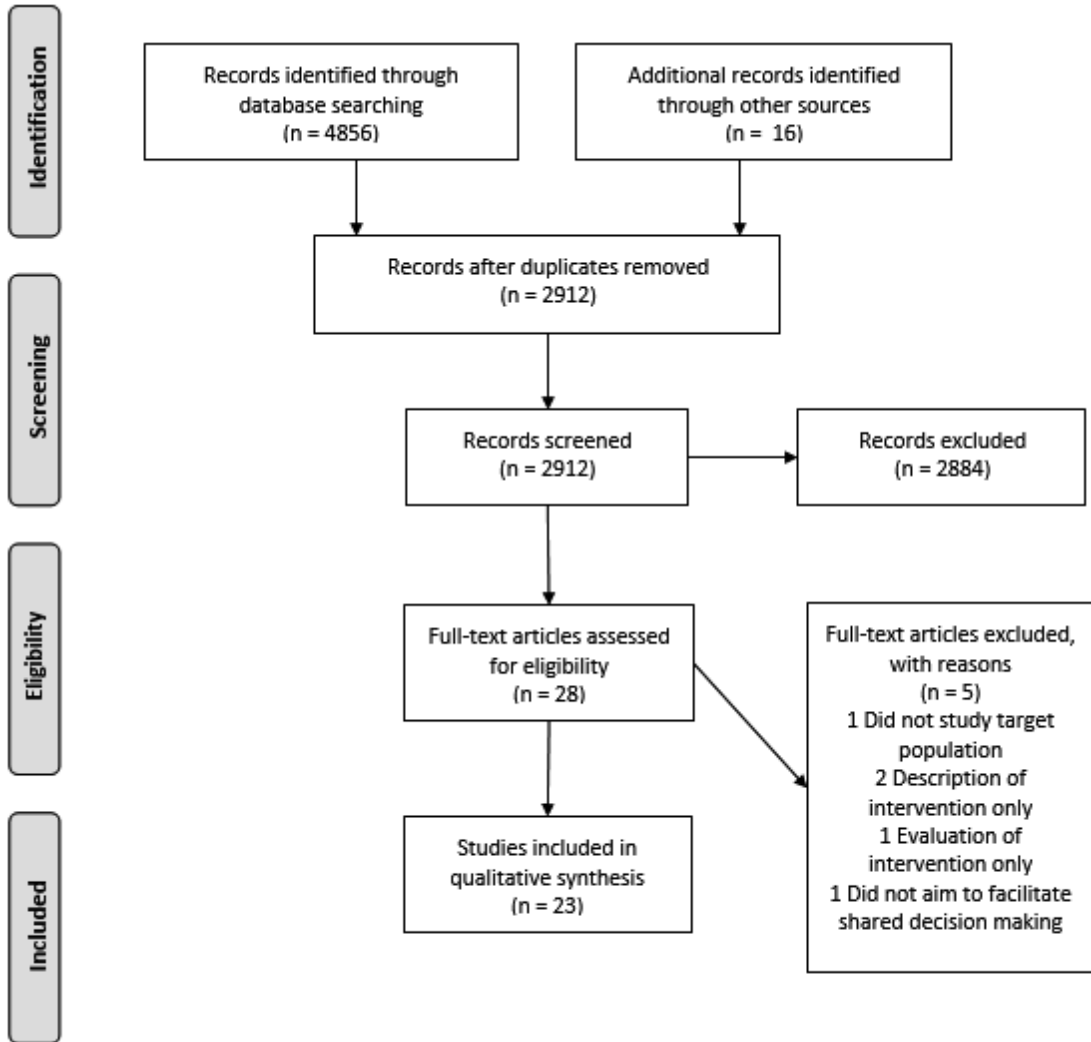 Identification
Records identified through
database searching
(n = 4856)
Additional records identified
through other sources
(n = 16)
Records after duplicates removed
(n = 2912)
Screening
Records screened
(n = 2912)
Records excluded
(n = 2884)
Eligibility
Full-text articles assessed
for eligibility
(n = 28)
Full-text articles excluded,
with reasons
(n = 5)
1 Did not study target
population
2 Description of
intervention only
1 Evaluation of
intervention only
1 Did not aim to facilitate
shared decision making
Included
Studies included in
qualitative synthesis
(n = 23)